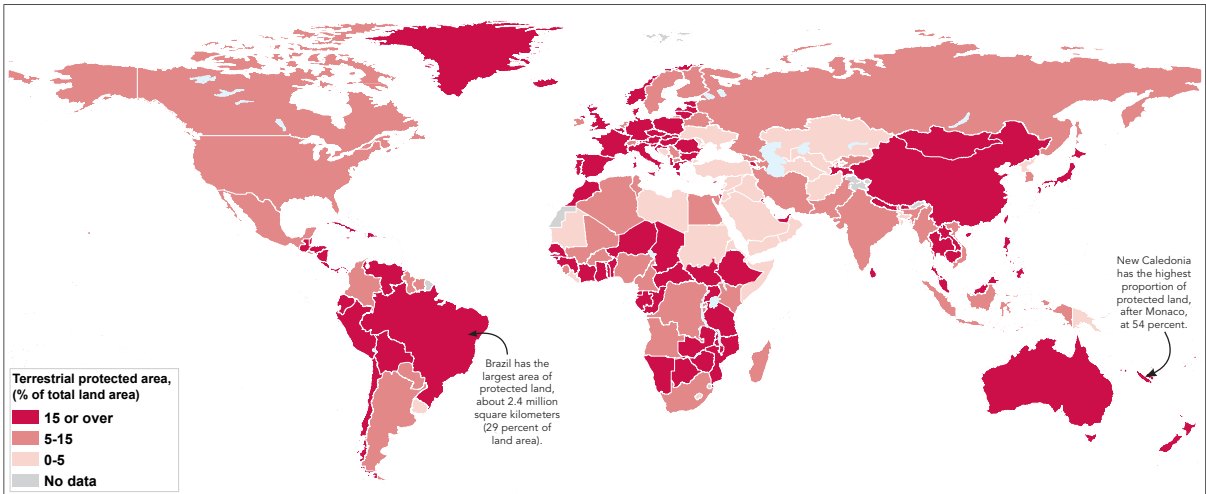 New Caledonia
has the highest
proportion of
protected land,
after Monaco,
at 54 percent.
Brazil has the
largest area of
protected land,
about 2.4 million
square kilometers
(29 percent of
land area).
Terrestrial protected area,
(% of total land area)
15 or over
5-15
0-5
No data